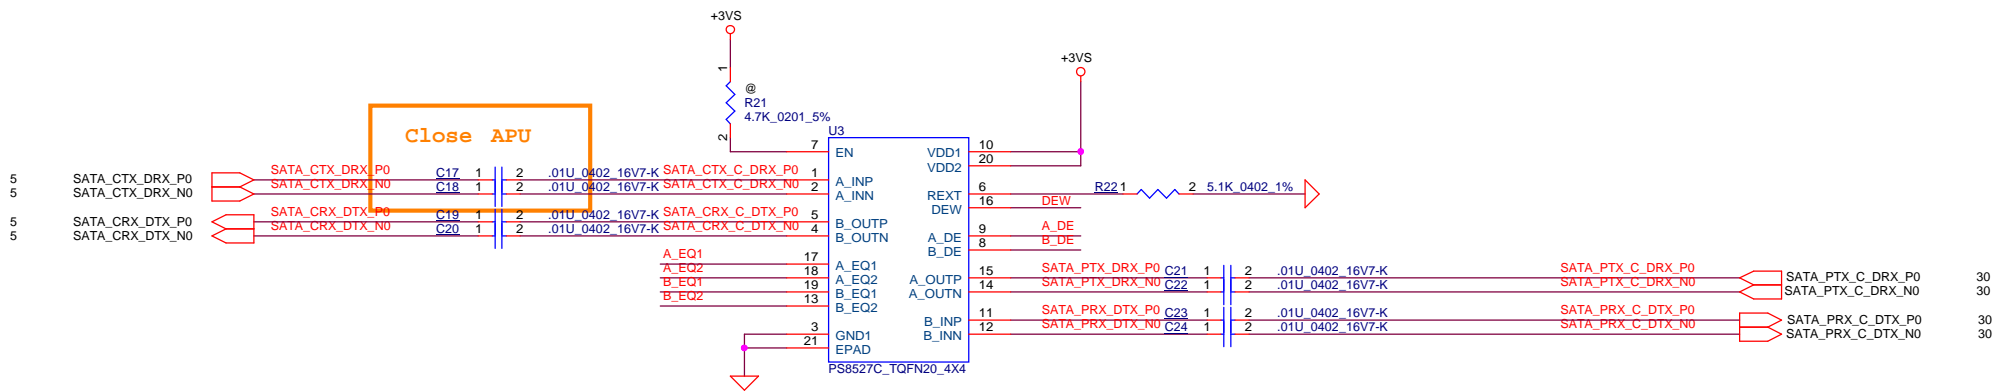 +3VS
+3VS
1
@
R21
4.7K_0201_5%
2
Close APU
U3
7 EN VDD1 10
VDD2 20
5 SATA_CTX_DRX_P0 SATA_CTX_DRX_P0 C17 1 2 .01U_0402_16V7-K SATA_CTX_C_DRX_P0 1 A_INP
5 SATA_CTX_DRX_N0 SATA_CTX_DRX_N0 C18 1 2 .01U_0402_16V7-K SATA_CTX_C_DRX_N0 2 A_INN
REXT 6 R22 1 2 5.1K_0402_1%
DEW 16 DEW
5 SATA_CRX_DTX_P0 SATA_CRX_DTX_P0 C19 1 2 .01U_0402_16V7-K SATA_CRX_C_DTX_P0 5 B_OUTP
5 SATA_CRX_DTX_N0 SATA_CRX_DTX_N0 C20 1 2 .01U_0402_16V7-K SATA_CRX_C_DTX_N0 4 B_OUTN
A_DE 9 A_DE
B_DE 8 B_DE
A_EQ1 17 A_EQ1
A_EQ2 18 A_EQ2
B_EQ1 19 B_EQ1
B_EQ2 13 B_EQ2
A_OUTP 15 SATA_PTX_DRX_P0 C21 1 2 .01U_0402_16V7-K SATA_PTX_C_DRX_P0 SATA_PTX_C_DRX_P0 30
A_OUTN 14 SATA_PTX_DRX_N0 C22 1 2 .01U_0402_16V7-K SATA_PTX_C_DRX_N0 SATA_PTX_C_DRX_N0 30
B_INP 11 SATA_PRX_DTX_P0 C23 1 2 .01U_0402_16V7-K SATA_PRX_C_DTX_P0 SATA_PRX_C_DTX_P0 30
B_INN 12 SATA_PRX_DTX_N0 C24 1 2 .01U_0402_16V7-K SATA_PRX_C_DTX_N0 SATA_PRX_C_DTX_N0 30
3 GND1
21 EPAD
PS8527C_TQFN20_4X4